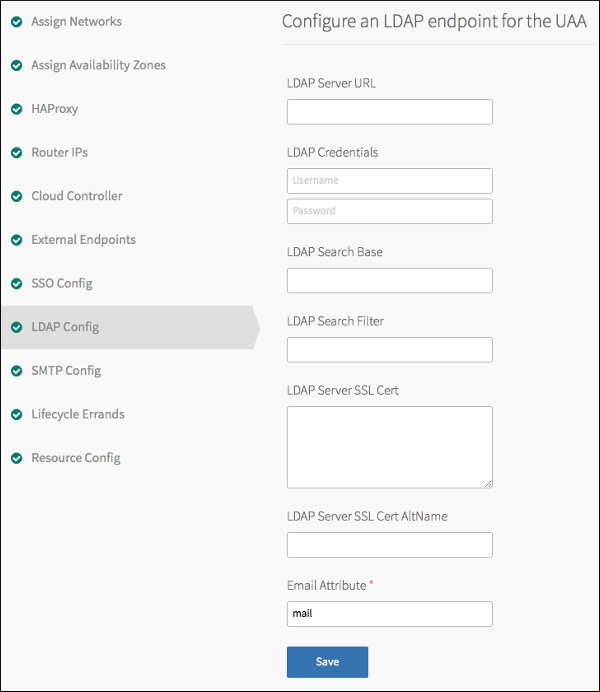 Assign Networks
Assign Availability Zones
HAProxy
Router IPs
Cloud Controller
External Endpoints
SSO Config
LDAP Config
SMTP Config
Lifecycle Errands
Resource Config
Configure an LDAP endpoint for the UAA
LDAP Server URL
LDAP Credentials
Username
Password
LDAP Search Base
LDAP Search Filter
LDAP Server SSL Cert
LDAP Server SSL Cert AltName
Email Attribute *
mail
Save